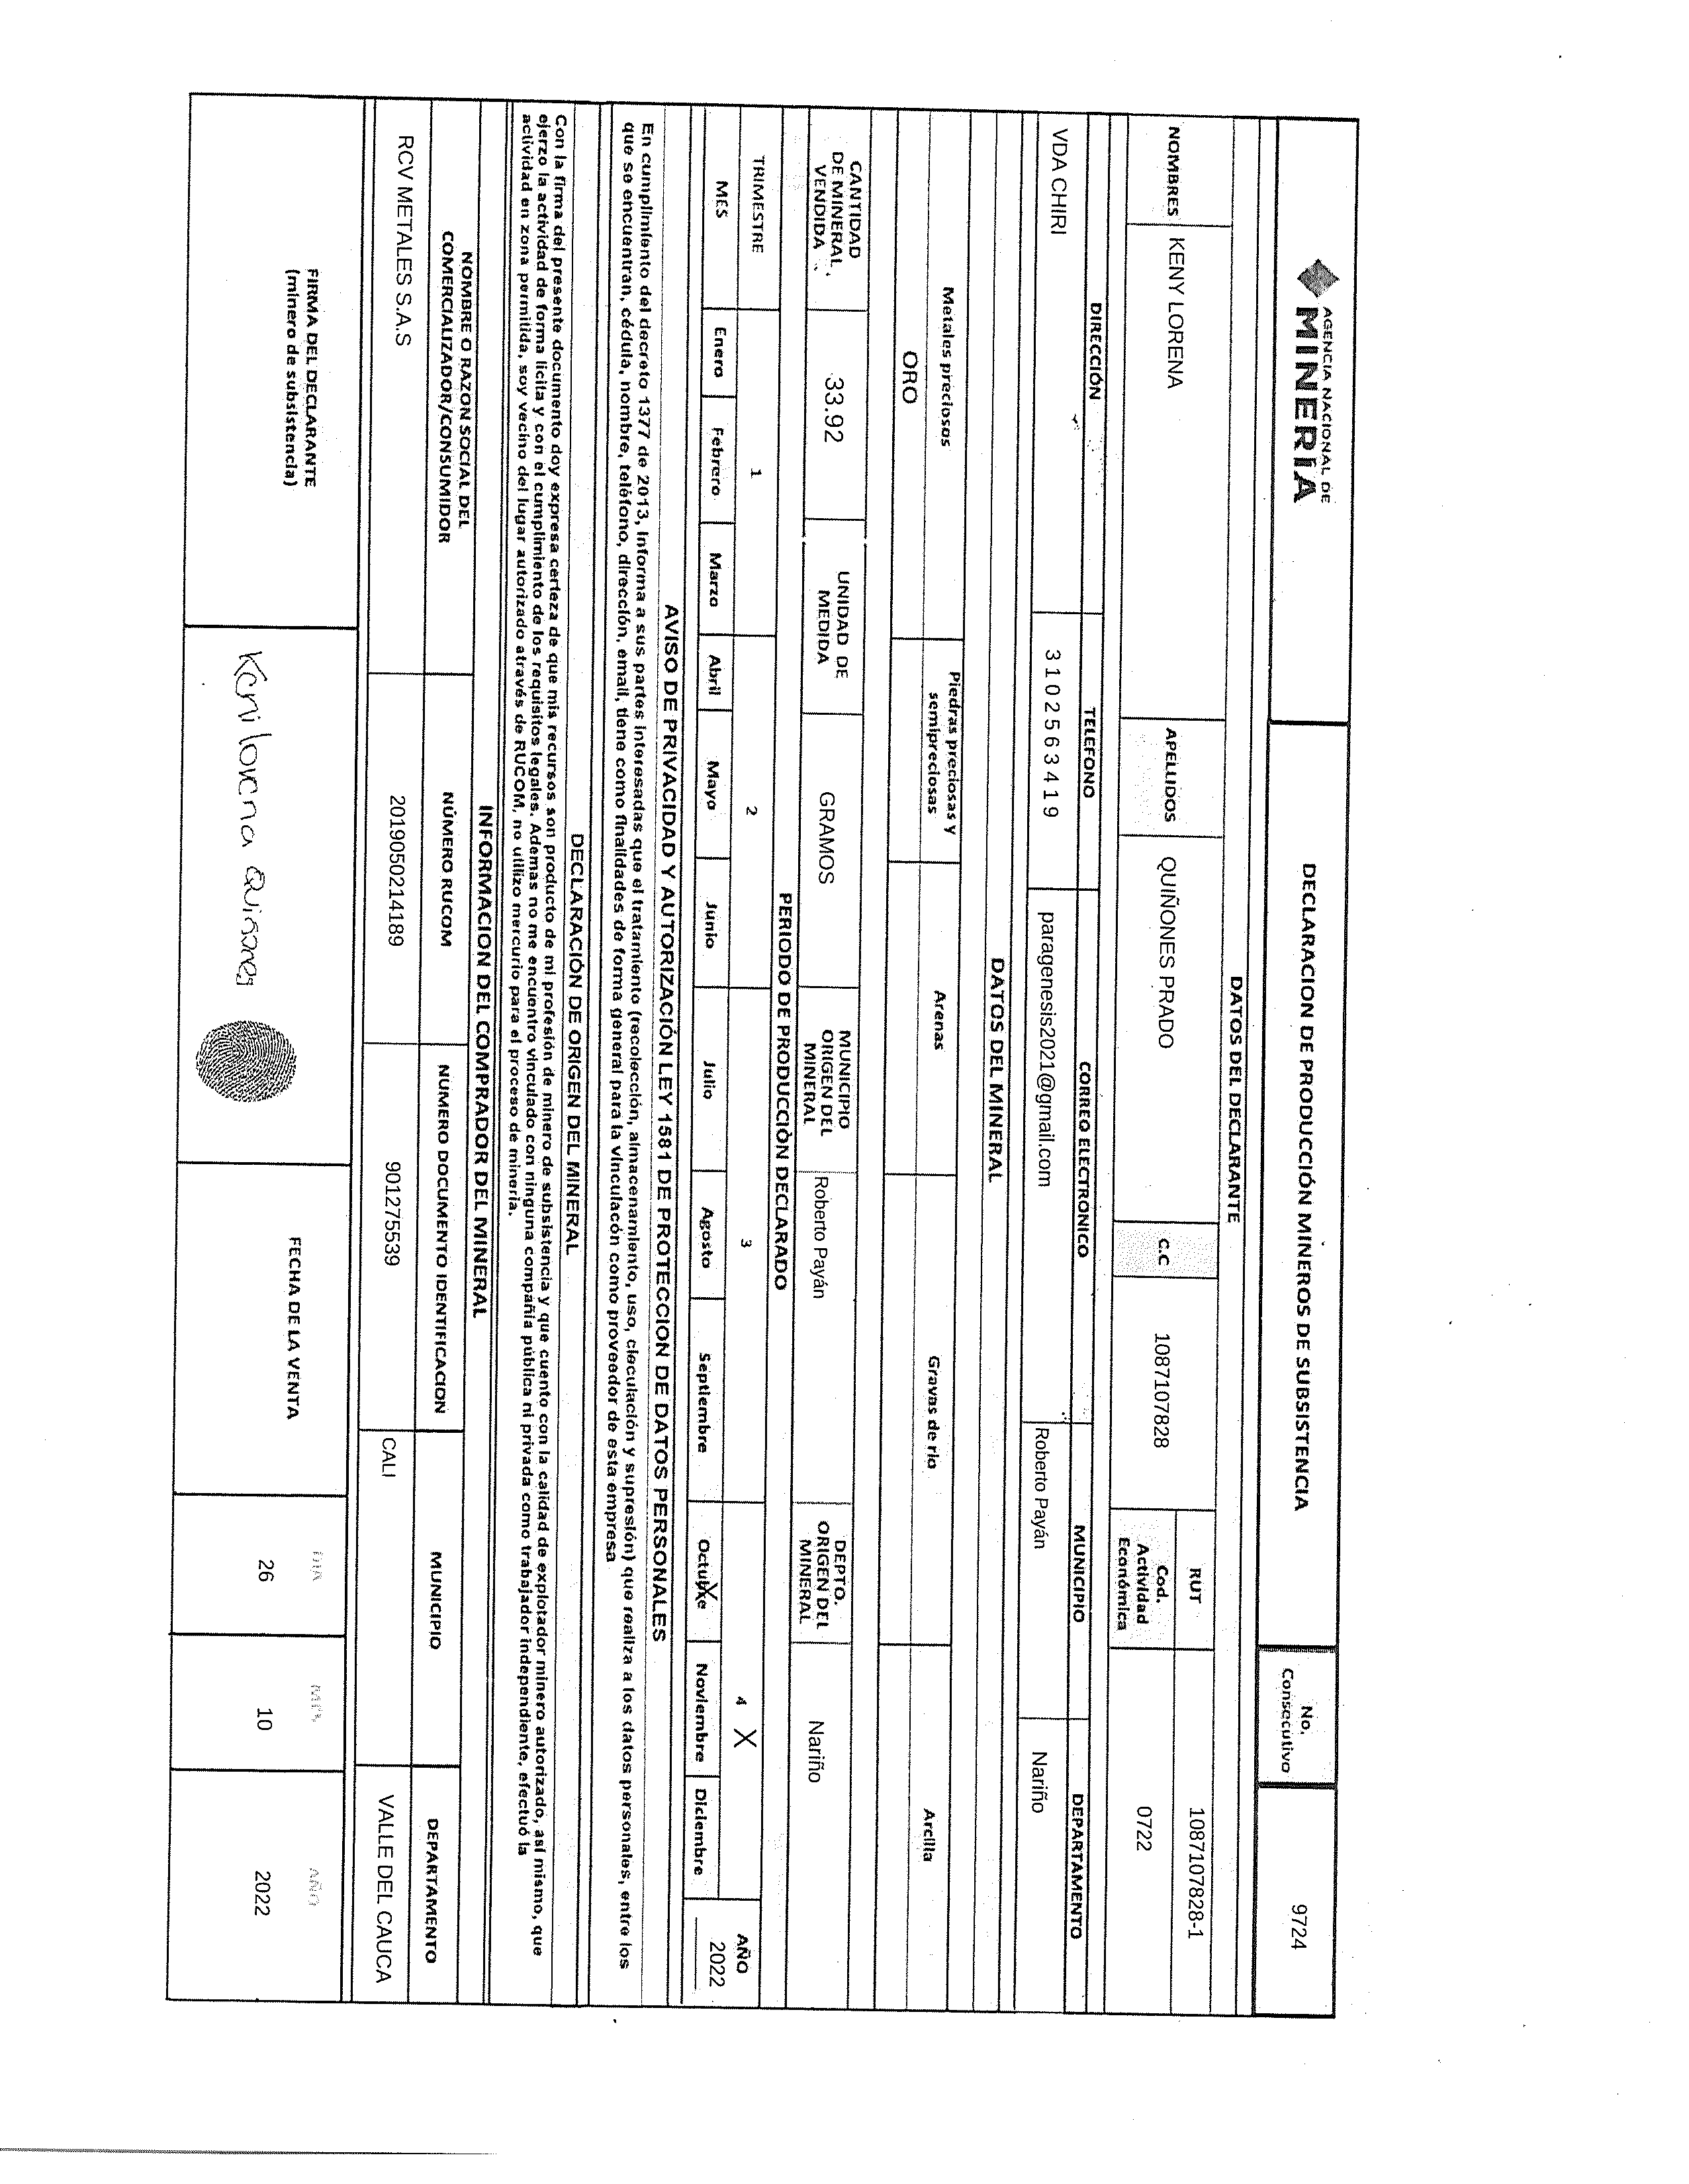 AGENCIA NACIONAL DE
MINERIA
DECLARACION DE PRODUCCIÓN MINEROS DE SUBSISTENCIA
No.
Consecutivo
9724
DATOS DEL DECLARANTE
NOMBRES
KENY LORENA
APELLIDOS
QUIÑONES PRADO
C.C
1087107828
RUT
1087107828-1
Cod.
Actividad
Económica
0722
DIRECCIÓN
TELEFONO
CORREO ELECTRONICO
MUNICIPIO
DEPARTAMENTO
VDA CHIRI
3102563419
paragenesis2021@gmail.com
Roberto Payán
Nariño
DATOS DEL MINERAL
Metales preciosos
Piedras preciosas y
semipreciosas
Arenas
Gravas de rio
Arcilla
ORO
CANTIDAD
DE MINERAL
VENDIDA
33.92
UNIDAD DE
MEDIDA
GRAMOS
MUNICIPIO
ORIGEN DEL
MINERAL
Roberto Payán
DEPTO.
ORIGEN DEL
MINERAL
Nariño
PERIODO DE PRODUCCIÒN DECLARADO
TRIMESTRE
1
2
3
4 X
AÑO
MES
Enero
Febrero
Marzo
Abril
Mayo
Junio
Julio
Agosto
Septiembre
Octubre
X
Noviembre
Diciembre
2022
AVISO DE PRIVACIDAD Y AUTORIZACIÓN LEY 1581 DE PROTECCION DE DATOS PERSONALES
En cumplimiento del decreto 1377 de 2013, Informa a sus partes interesadas que el tratamiento (recolección, almacenamiento, uso, cieculación y supresión) que realiza a los datos personales, entre los
que se encuentran, cédula, nombre, teléfono, dirección, email, tiene como finalidades de forma general para la vinculacón como proveedor de esta empresa
DECLARACIÓN DE ORIGEN DEL MINERAL
Con la firma del presente documento doy expresa certeza de que mis recursos son producto de mi profesión de minero de subsistencia y que cuento con la calidad de explotador minero autorizado, así mismo, que
ejerzo la actividad de forma licita y con el cumplimiento de los requisitos legales. Ademas no me encuentro vinculado con ninguna compañia pública ni privada como trabajador independiente, efectuó la
actividad en zona permitida, soy vecino del lugar autorizado através de RUCOM, no utilizo mercurio para el proceso de minería.
INFORMACION DEL COMPRADOR DEL MINERAL
NOMBRE O RAZON SOCIAL DEL
COMERCIALIZADOR/CONSUMIDOR
NÚMERO RUCOM
NUMERO DOCUMENTO IDENTIFICACION
MUNICIPIO
DEPARTAMENTO
RCV METALES S.A.S
2019050214189
901275539
CALI
VALLE DEL CAUCA
FIRMA DEL DECLARANTE
(minero de subsistencia)
Keni lorena Quiñones
FECHA DE LA VENTA
DIA
MES
AÑO
26
10
2022